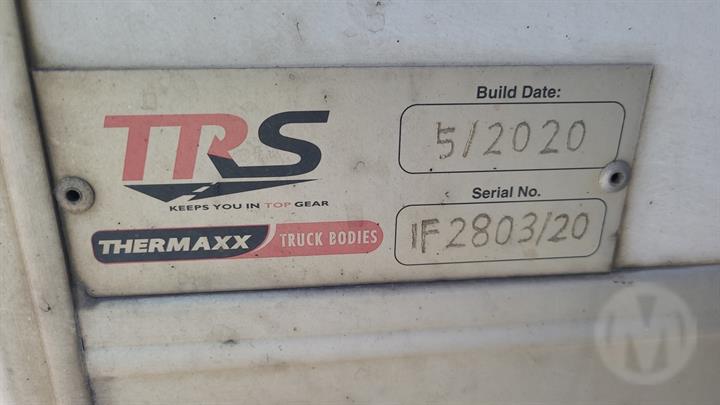 TRS
KEEPS YOU IN TOP GEAR
THERMAXX TRUCK BODIES
Build Date:
5/2020
Serial No.
IF2803/20
M